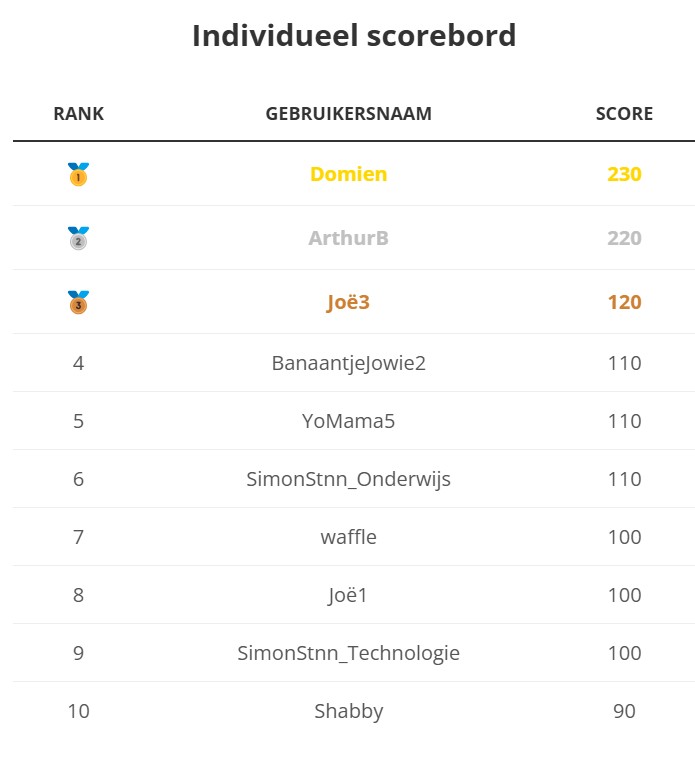 Individueel scorebord
RANK GEBRUIKERSNAAM SCORE
1 Domien 230
2 ArthurB 220
3 Joë3 120
4 BanaantjeJowie2 110
5 YoMama5 110
6 SimonStnn_Onderwijs 110
7 waffle 100
8 Joë1 100
9 SimonStnn_Technologie 100
10 Shabby 90